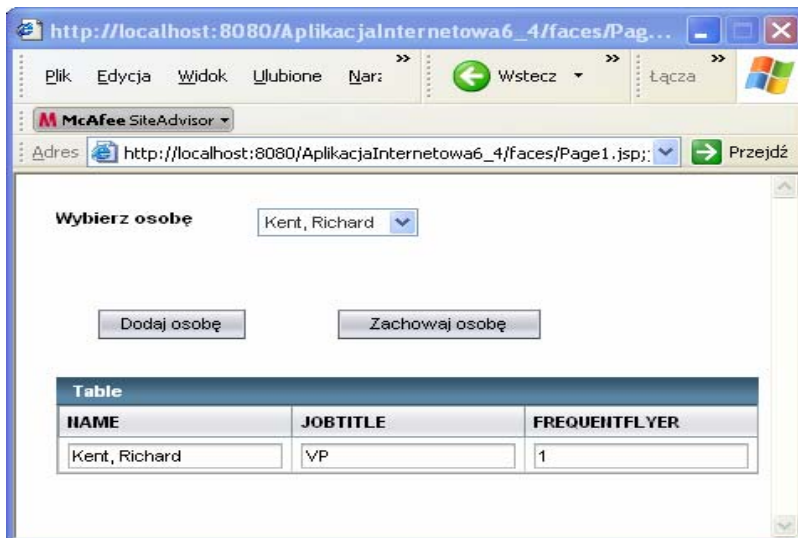 http://localhost:8080/AplikacjaInternetowa6_4/faces/Pag...
Plik Edycja Widok Ulubione Narz » Wstecz » Łącza »
McAfee SiteAdvisor
Adres http://localhost:8080/AplikacjaInternetowa6_4/faces/Page1.jsp; Przejdź
Wybierz osobę Kent, Richard
Dodaj osobę Zachowaj osobę
Table
NAME JOBTITLE FREQUENTFLYER
Kent, Richard VP 1